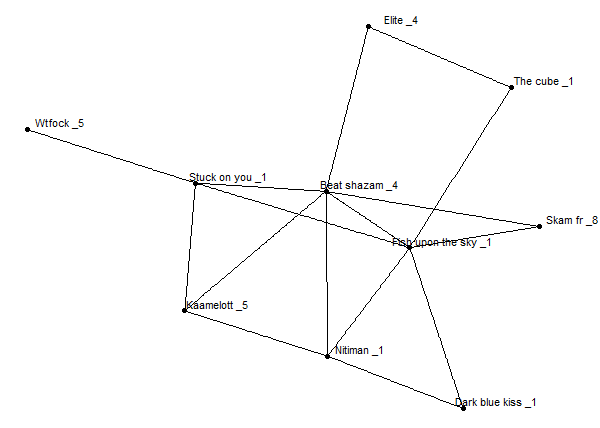 Elite _4
The cube _1
Wtfock _5
Stuck on you _1
Beat shazam _4
Skam fr _8
Fish upon the sky _1
Kaamelott _5
Nitiman _1
Dark blue kiss _1